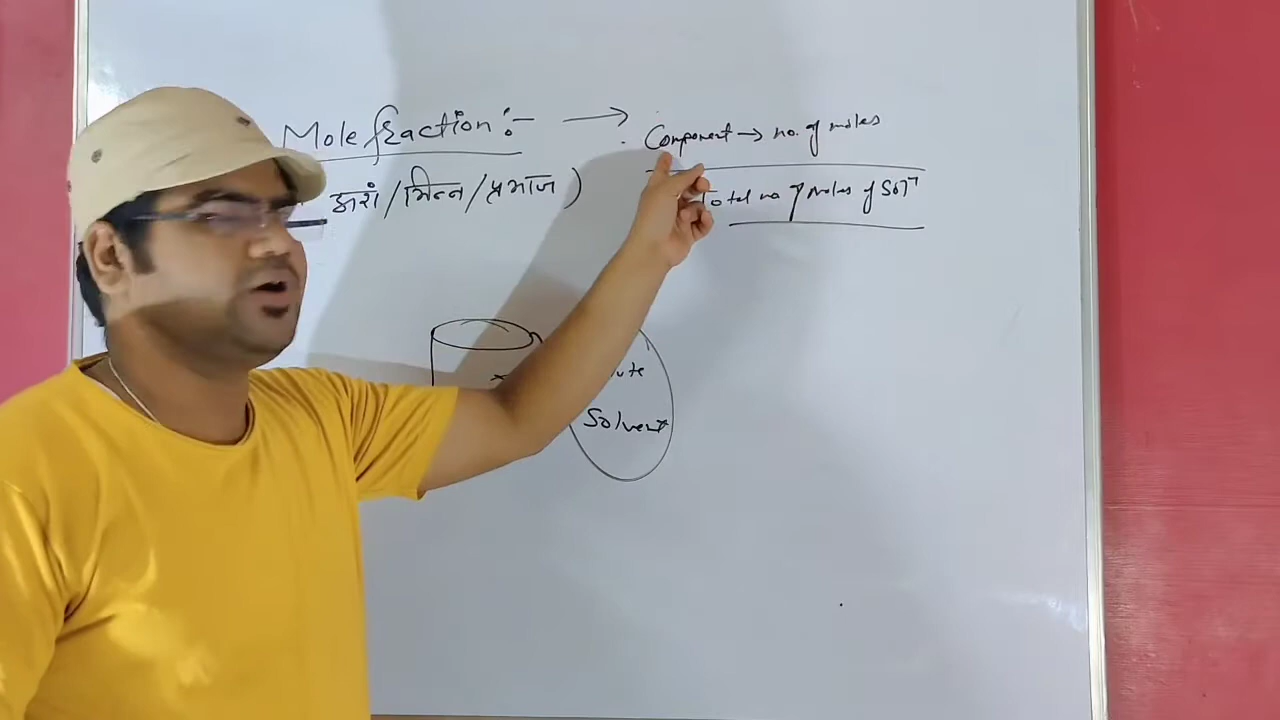 Mole fraction :- → Component → no. of moles
अंश/भिन्न/प्रभाज )
Total no of moles of Solⁿ
Solvent